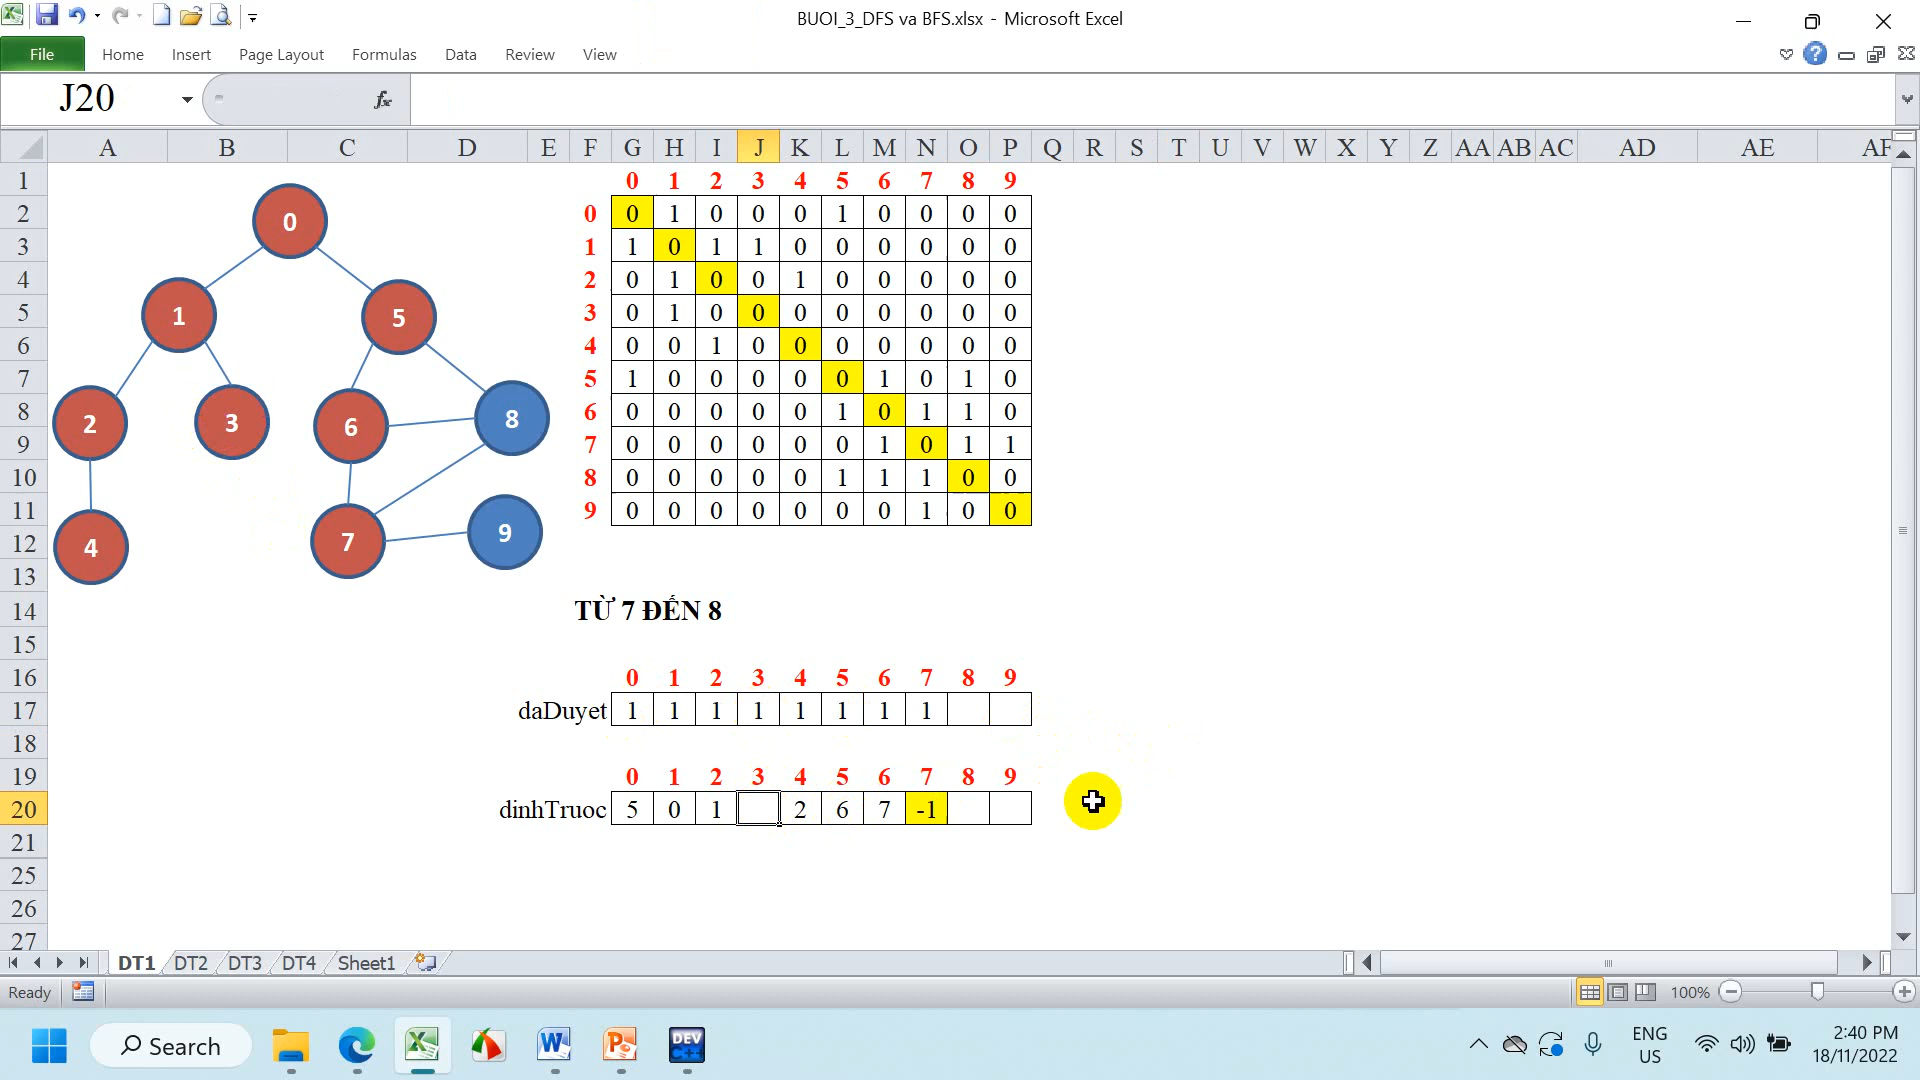 BUOI_3_DFS va BFS.xlsx - Microsoft Excel
File Home Insert Page Layout Formulas Data Review View
J20 fx
A B C D E F G H I J K L M N O P Q R S T U V W X Y Z AA AB AC AD AE AF
1 0 1 2 3 4 5 6 7 8 9
2 0 0 1 0 0 0 1 0 0 0 0
3 1 1 0 1 1 0 0 0 0 0 0
4 2 0 1 0 0 1 0 0 0 0 0
5 3 0 1 0 0 0 0 0 0 0 0
6 4 0 0 1 0 0 0 0 0 0 0
7 5 1 0 0 0 0 0 1 0 1 0
8 6 0 0 0 0 0 1 0 1 1 0
9 7 0 0 0 0 0 0 1 0 1 1
10 8 0 0 0 0 0 1 1 1 0 0
11 9 0 0 0 0 0 0 0 1 0 0
12
13
0
1 5
2 3 6 8
4 7 9
14 TỪ 7 ĐẾN 8
15
16 0 1 2 3 4 5 6 7 8 9
17 daDuyet 1 1 1 1 1 1 1 1
18
19 0 1 2 3 4 5 6 7 8 9
20 dinhTruoc 5 0 1 2 6 7 -1
21
25
26
27
DT1 DT2 DT3 DT4 Sheet1
Ready 100%
Search DEV C++ ENG US 2:40 PM 18/11/2022